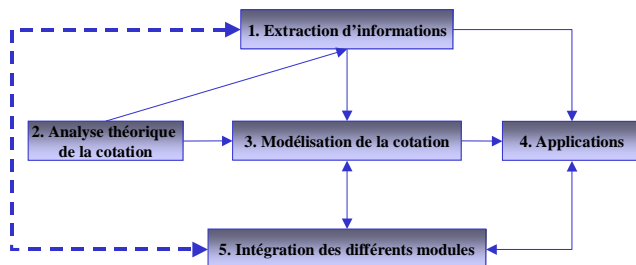 1. Extraction d’informations
2. Analyse théorique
de la cotation
3. Modélisation de la cotation
4. Applications
5. Intégration des différents modules